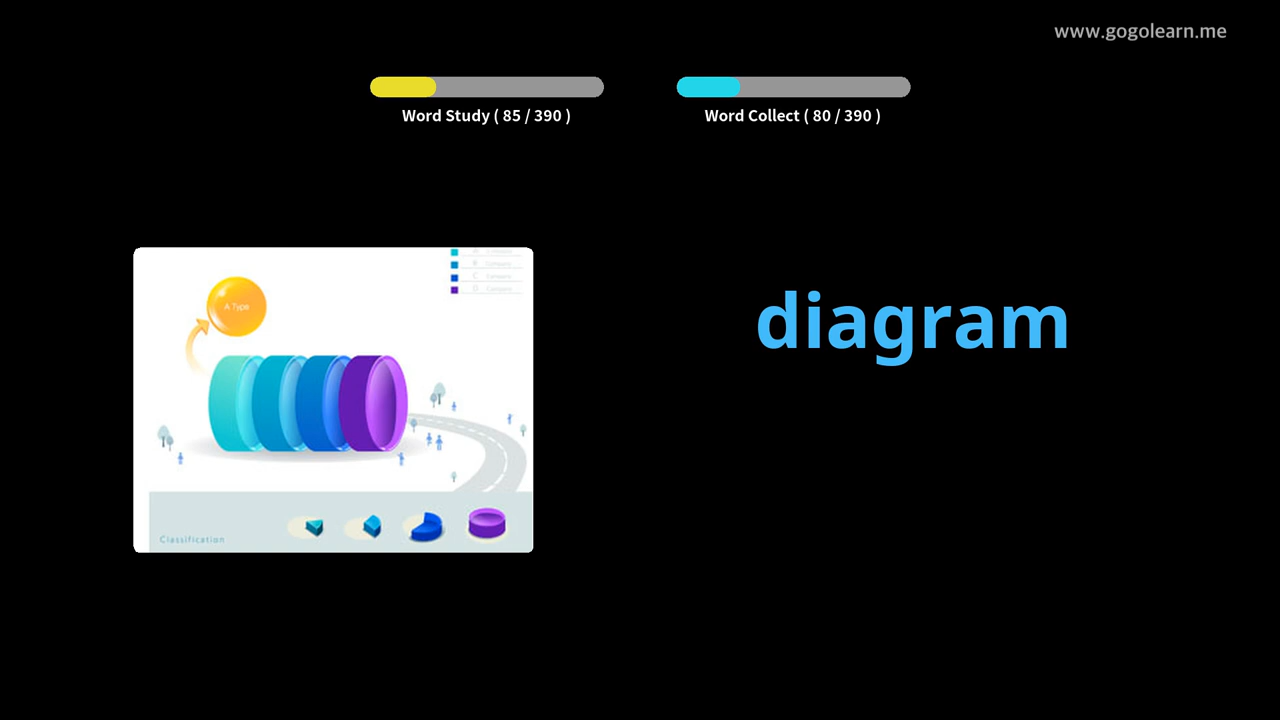 www.gogolearn.me
Word Study ( 85 / 390 )
Word Collect ( 80 / 390 )
diagram
A Type
C
D
Classification